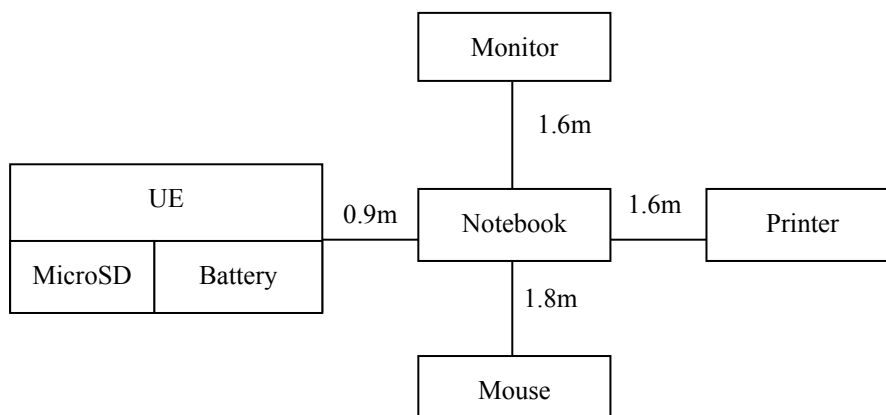 Monitor
1.6m
UE
0.9m
Notebook
1.6m
Printer
MicroSD
Battery
1.8m
Mouse